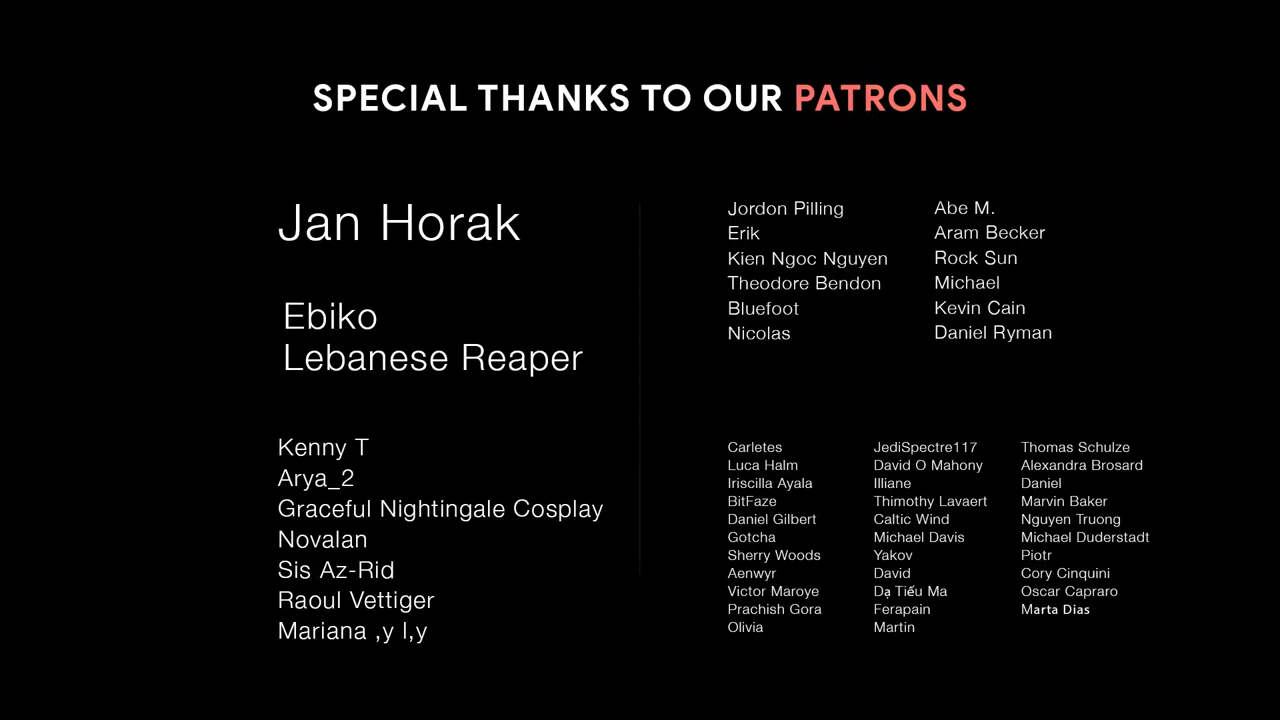 SPECIAL THANKS TO OUR PATRONS
Jan Horak
Ebiko
Lebanese Reaper
Kenny T
Arya_2
Graceful Nightingale Cosplay
Novalan
Sis Az-Rid
Raoul Vettiger
Mariana ,y l,y
Jordon Pilling
Erik
Kien Ngoc Nguyen
Theodore Bendon
Bluefoot
Nicolas
Abe M.
Aram Becker
Rock Sun
Michael
Kevin Cain
Daniel Ryman
Carletes
Luca Halm
Iriscilla Ayala
BitFaze
Daniel Gilbert
Gotcha
Sherry Woods
Aenwyr
Victor Maroye
Prachish Gora
Olivia
JediSpectre117
David O Mahony
Illiane
Thimothy Lavaert
Caltic Wind
Michael Davis
Yakov
David
Dạ Tiếu Ma
Ferapain
Martin
Thomas Schulze
Alexandra Brosard
Daniel
Marvin Baker
Nguyen Truong
Michael Duderstadt
Piotr
Cory Cinquini
Oscar Capraro
Marta Dias